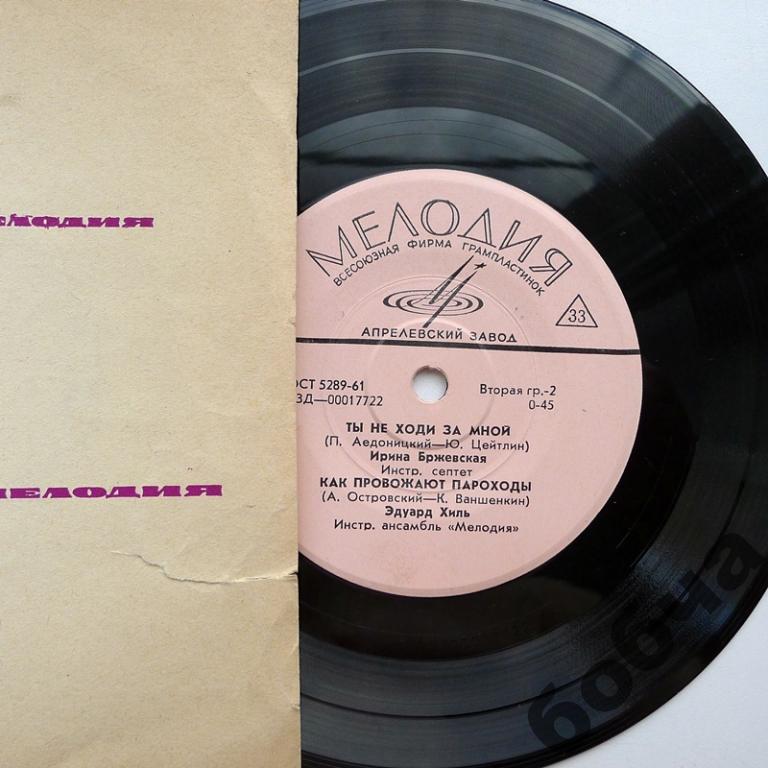 МЕЛОДИЯ
МЕЛОДИЯ
МЕЛОДИЯ
ВСЕСОЮЗНАЯ ФИРМА ГРАМПЛАСТИНОК
33
АПРЕЛЕВСКИЙ ЗАВОД
ОСТ 5289-61
Вторая гр.-2
3Д—00017722
0-45
ТЫ НЕ ХОДИ ЗА МНОЙ
(П. Аедоницкий—Ю. Цейтлин)
Ирина Бржевская
Инстр. септет
КАК ПРОВОЖАЮТ ПАРОХОДЫ
(А. Островский—К. Ваншенкин)
Эдуард Хиль
Инстр. ансамбль «Мелодия»
бобча